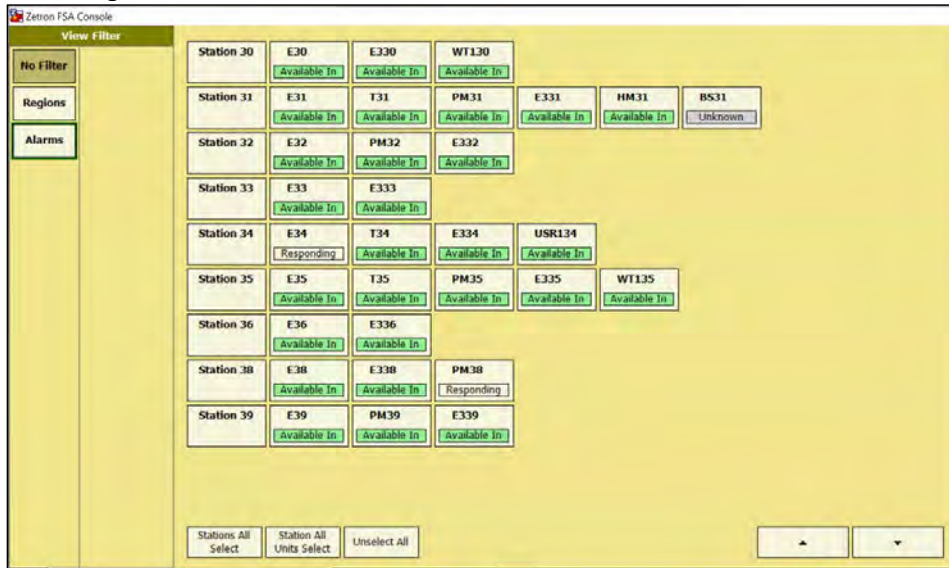 Zetron FSA Console
View Filter
No Filter
Regions
Alarms
Station 30 E30 E330 WT130
Available In Available In Available In
Station 31 E31 T31 PM31 E331 HM31 BS31
Available In Available In Available In Available In Available In Unknown
Station 32 E32 PM32 E332
Available In Available In Available In
Station 33 E33 E333
Available In Available In
Station 34 E34 T34 E334 USR134
Responding Available In Available In Available In
Station 35 E35 T35 PM35 E335 WT135
Available In Available In Available In Available In Available In
Station 36 E36 E336
Available In Available In
Station 38 E38 E338 PM38
Available In Available In Responding
Station 39 E39 PM39 E339
Available In Available In Available In
Stations All Select
Station All Units Select
Unselect All